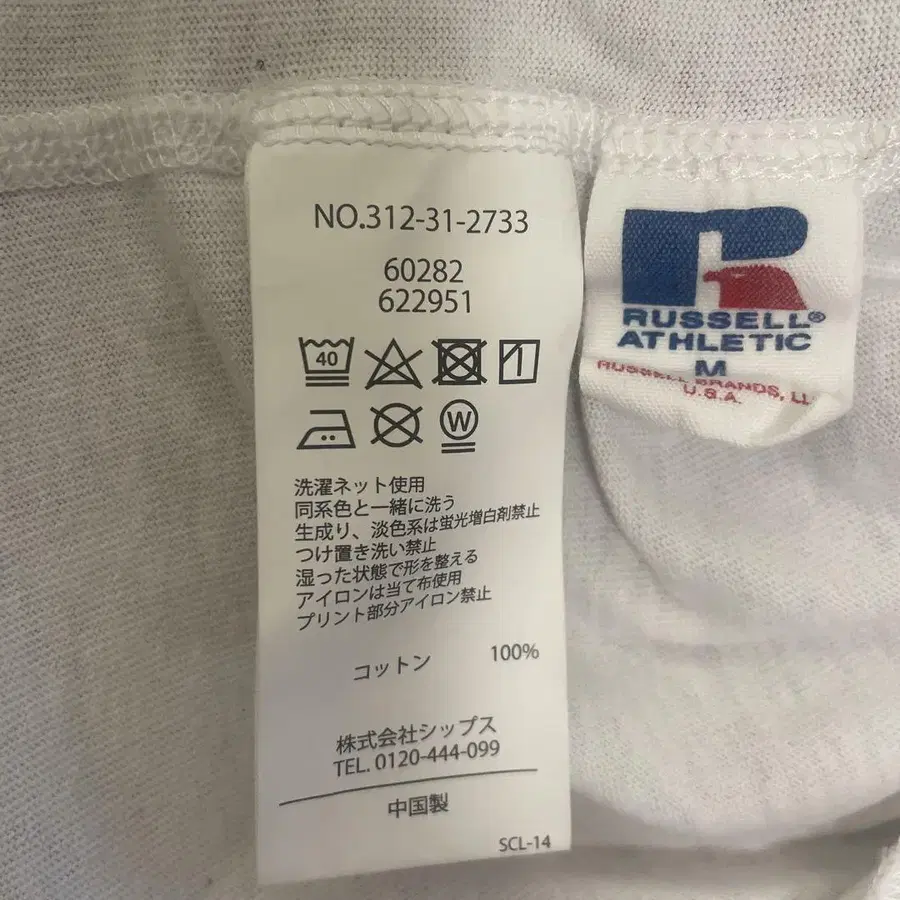 NO.312-31-2733
60282
622951
40
W
洗濯ネット使用
同系色と一緒に洗う
生成り、淡色系は蛍光増白剤禁止
つけ置き洗い禁止
湿った状態で形を整える
アイロンは当て布使用
プリント部分アイロン禁止
コットン 100%
株式会社シップス
TEL. 0120-444-099
中国製
SCL-14
R
RUSSELL®
ATHLETIC
M
RUSSELL BRANDS, LL
U.S.A.